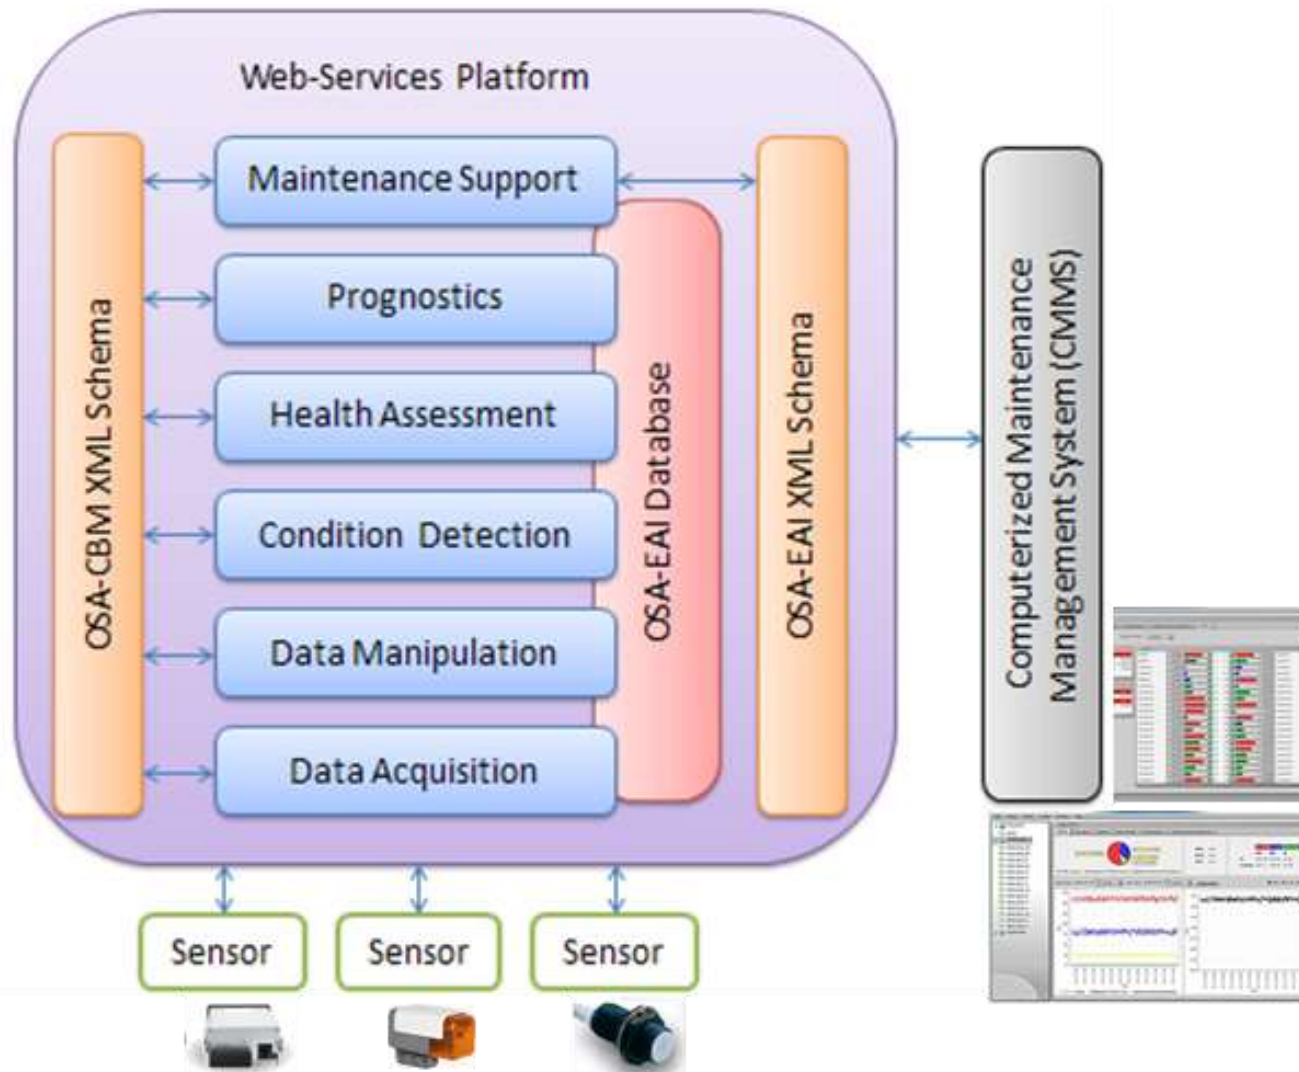 Web-Services Platform
OSA-CBM XML Schema
Maintenance Support
Prognostics
Health Assessment
Condition Detection
Data Manipulation
Data Acquisition
OSA-EAI Database
OSA-EAI XML Schema
Computerized Maintenance
Management System (CMMS)
Sensor
Sensor
Sensor